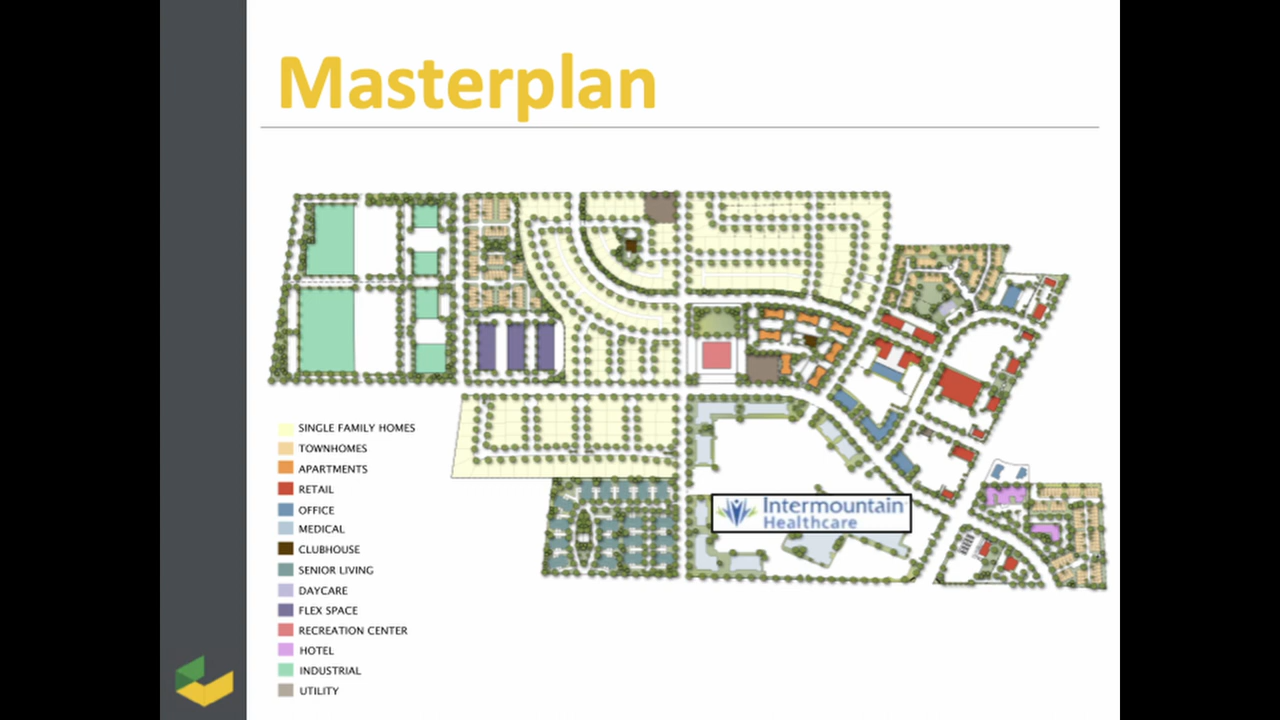 Masterplan
SINGLE FAMILY HOMES
TOWNHOMES
APARTMENTS
RETAIL
OFFICE
MEDICAL
CLUBHOUSE
SENIOR LIVING
DAYCARE
FLEX SPACE
RECREATION CENTER
HOTEL
INDUSTRIAL
UTILITY
Intermountain
Healthcare